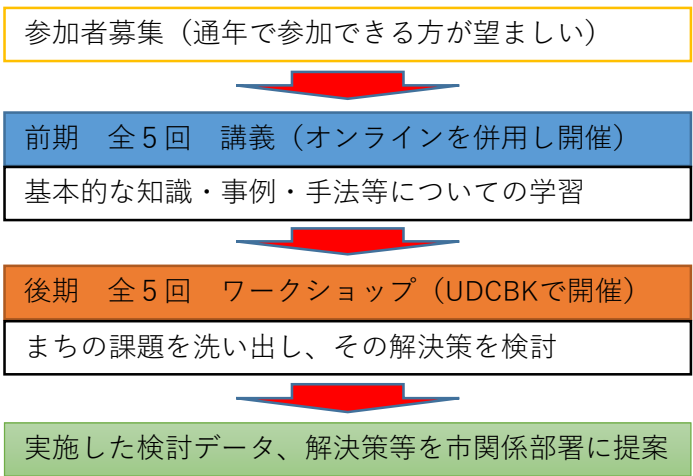 参加者募集（通年で参加できる方が望ましい）
前期　全５回　講義（オンラインを併用し開催）
基本的な知識・事例・手法等についての学習
後期　全５回　ワークショップ（UDCBKで開催）
まちの課題を洗い出し、その解決策を検討
実施した検討データ、解決策等を市関係部署に提案